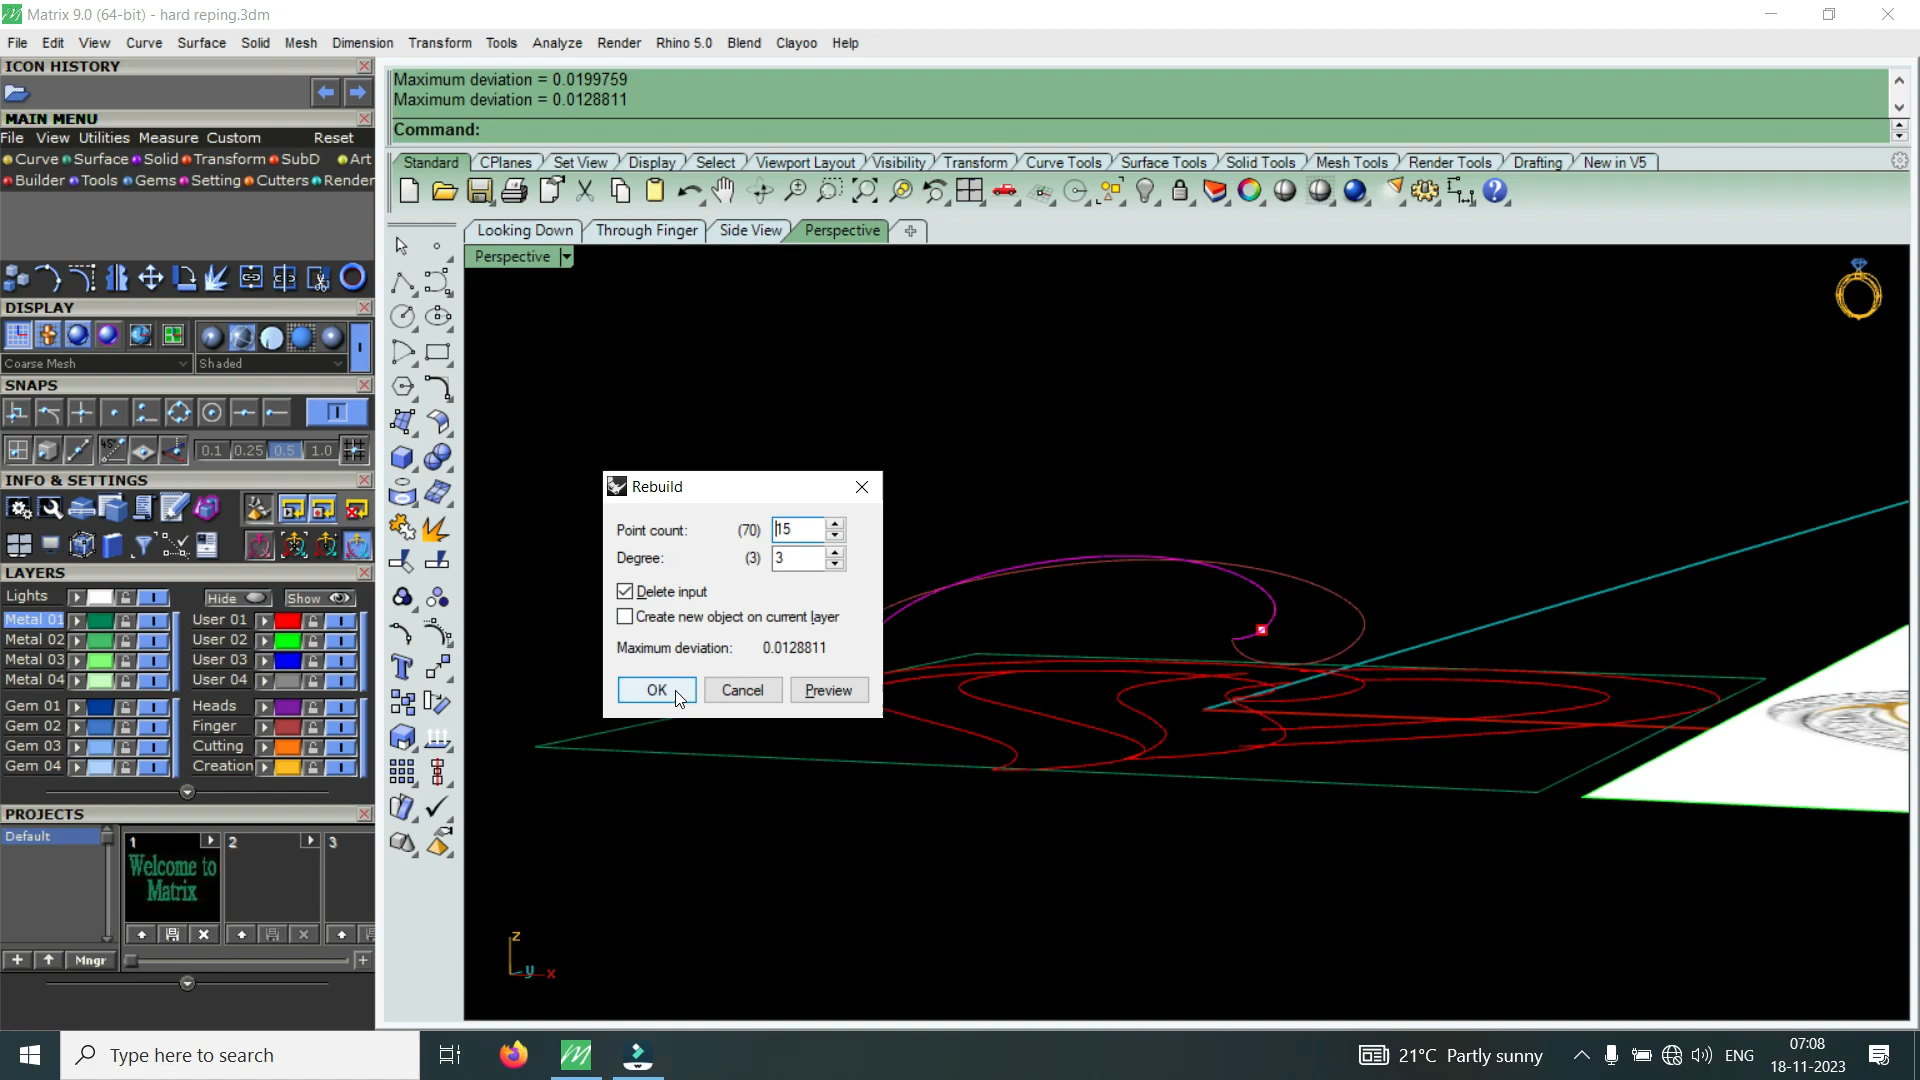 Matrix 9.0 (64-bit) - hard reping.3dm
File Edit View Curve Surface Solid Mesh Dimension Transform Tools Analyze Render Rhino 5.0 Blend Clayoo Help
ICON HISTORY
MAIN MENU
File View Utilities Measure Custom Reset
Curve Surface Solid Transform SubD Art
Builder Tools Gems Setting Cutters Render
DISPLAY
Coarse Mesh Shaded
SNAPS
0.1 0.25 0.5 1.0
INFO & SETTINGS
LAYERS
Lights Hide Show
Metal 01 User 01
Metal 02 User 02
Metal 03 User 03
Metal 04 User 04
Gem 01 Heads
Gem 02 Finger
Gem 03 Cutting
Gem 04 Creation
PROJECTS
Default
1 2 3
Welcome to
Matrix
Mngr
Maximum deviation = 0.0199759
Maximum deviation = 0.0128811
Command:
Standard CPlanes Set View Display Select Viewport Layout Visibility Transform Curve Tools Surface Tools Solid Tools Mesh Tools Render Tools Drafting New in V5
Looking Down Through Finger Side View Perspective
Perspective
Rebuild
Point count: (70) 15
Degree: (3) 3
Delete input
Create new object on current layer
Maximum deviation: 0.0128811
OK Cancel Preview
z
y x
Type here to search
21°C Partly sunny
ENG
07:08
18-11-2023